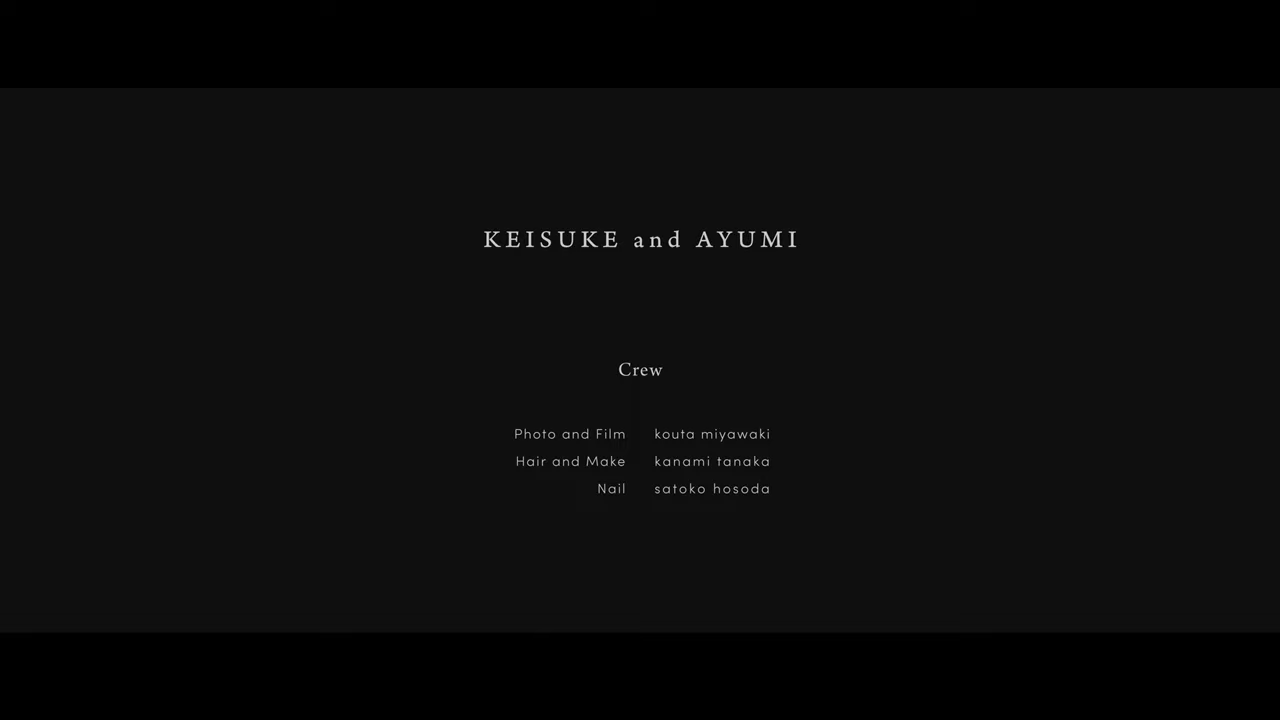 KEISUKE and AYUMI
Crew
Photo and Film kouta miyawaki
Hair and Make kanami tanaka
Nail satoko hosoda